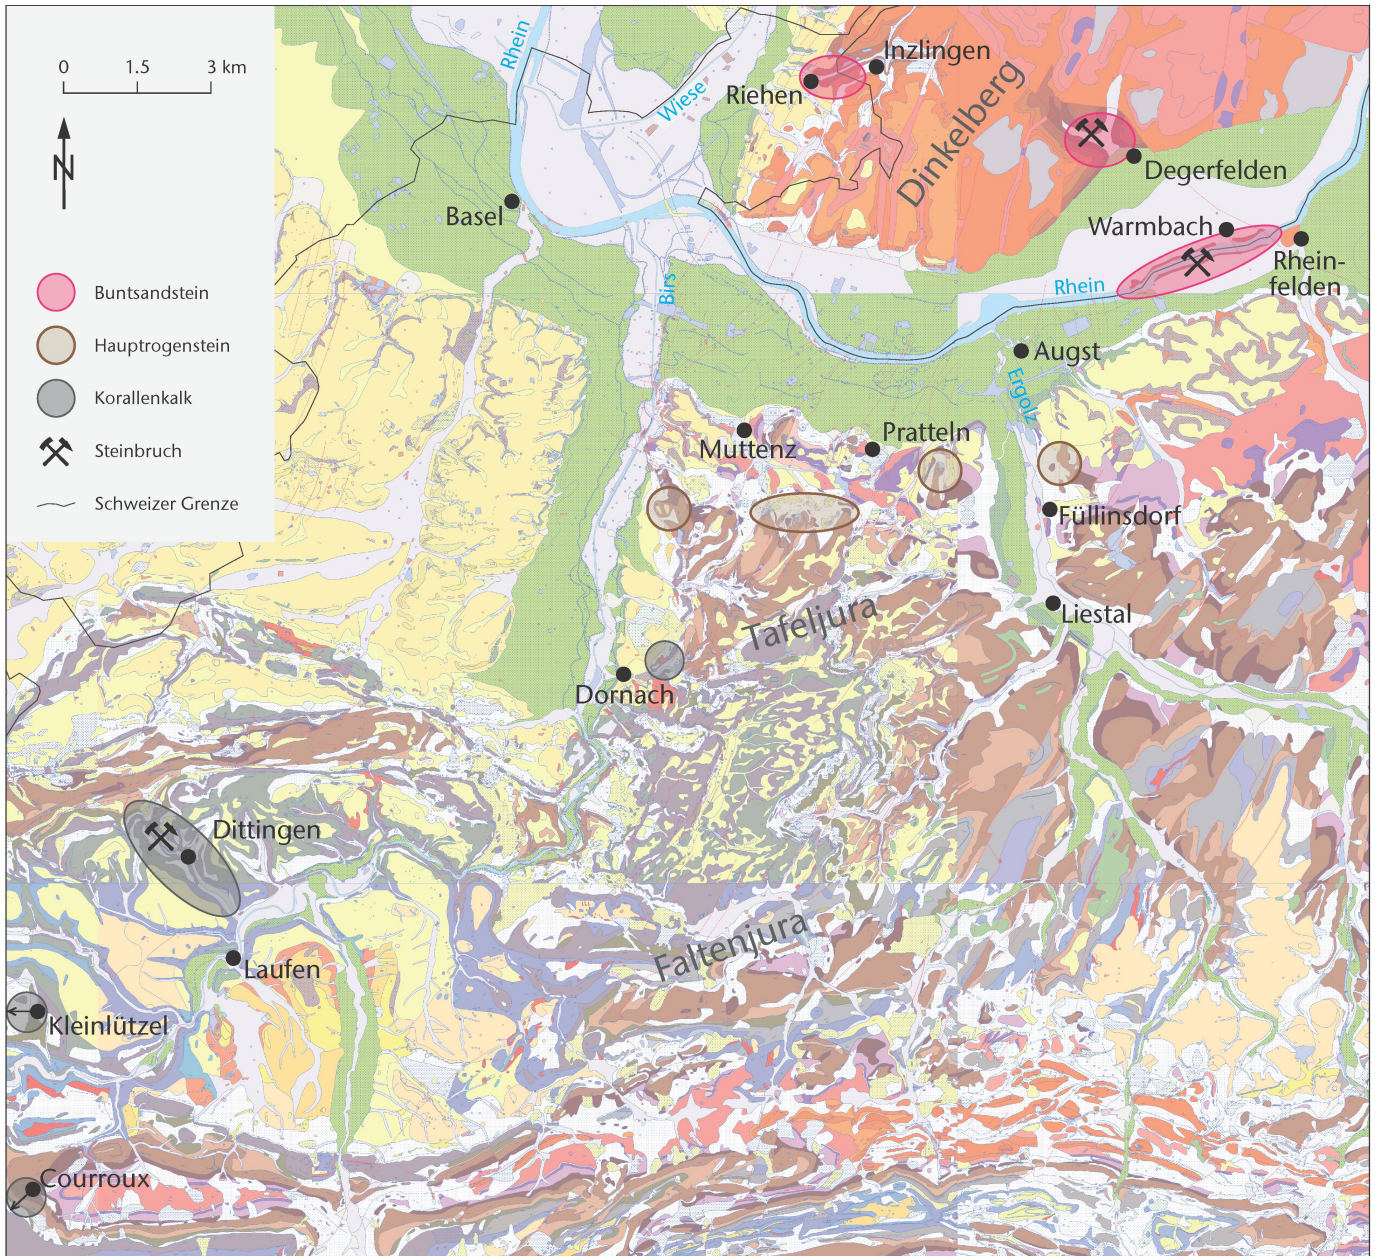 0 1.5 3 km
N
Buntsandstein
Hauptrogenstein
Korallenkalk
Steinbruch
Schweizer Grenze
Rhein
Wiese
Inzlingen
Riehen
Dinkelberg
Degerfelden
Basel
Warmbach
Rhein-
felden
Birs
Rhein
Augst
Ergolz
Muttenz
Pratteln
Füllinsdorf
Tafeljura
Liestal
Dornach
Dittingen
Faltenjura
Laufen
Kleinlützel
Courroux